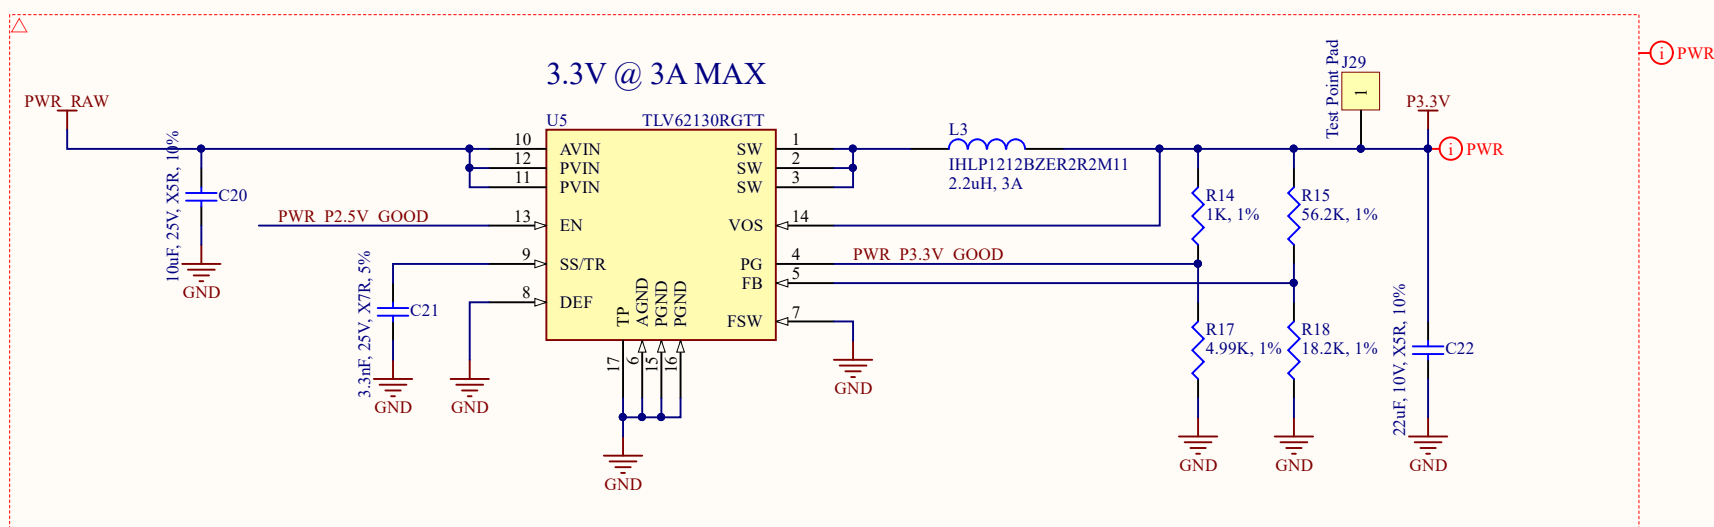 i PWR
3.3V @ 3A MAX
Test Point Pad
J29
1
PWR_RAW
P3.3V
i PWR
U5
TLV62130RGTT
10
AVIN
12
PVIN
11
PVIN
13
EN
9
SS/TR
8
DEF
SW
1
SW
2
SW
3
VOS
14
PG
4
FB
5
FSW
7
TP
AGND
PGND
PGND
17
6
15
16
GND
L3
IHLP1212BZER2R2M11
2.2uH, 3A
10uF, 25V, X5R, 10%
C20
GND
PWR_P2.5V_GOOD
3.3nF, 25V, X7R, 5%
C21
GND
GND
PWR_P3.3V_GOOD
GND
R14
1K, 1%
R15
56.2K, 1%
R17
4.99K, 1%
R18
18.2K, 1%
GND
GND
22uF, 10V, X5R, 10%
C22
GND